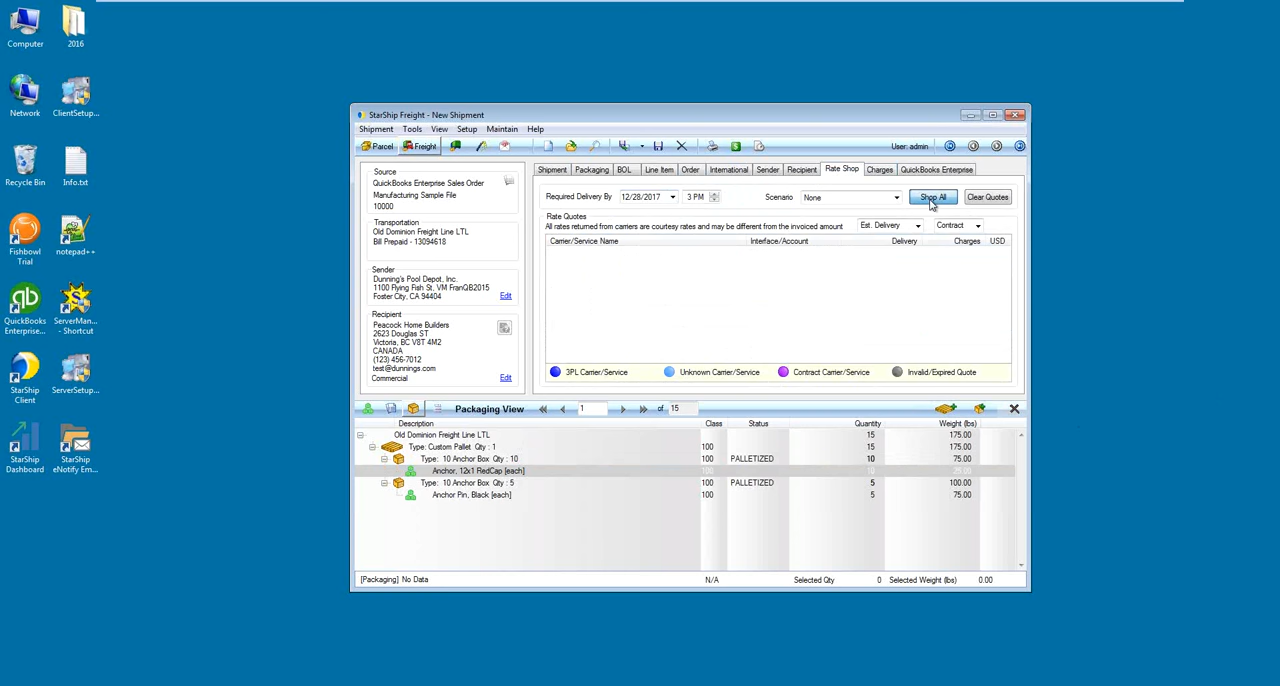 Computer
2016
Network
ClientSetup...
Recycle Bin
Info.txt
Fishbowl
Trial
notepad++
QuickBooks
Enterprise...
ServerMan...
- Shortcut
StarShip
Client
ServerSetup...
StarShip
Dashboard
StarShip
eNotify Em...
StarShip Freight - New Shipment
Shipment Tools View Setup Maintain Help
Parcel Freight User: admin
Source
QuickBooks Enterprise Sales Order
Manufacturing Sample File
10000
Transportation
Old Dominion Freight Line LTL
Bill Prepaid - 13094618
Sender
Dunning's Pool Depot, Inc.
1100 Flying Fish St, VM FranQB2015
Foster City, CA 94404 Edit
Recipient
Peacock Home Builders
2623 Douglas ST
Victoria, BC V8T 4M2
CANADA
(123) 456-7012
test@dunnings.com
Commercial Edit
Shipment Packaging BOL Line Item Order International Sender Recipient Rate Shop Charges QuickBooks Enterprise
Required Delivery By 12/28/2017 3 PM Scenario None Shop All Clear Quotes
Rate Quotes
All rates returned from carriers are courtesy rates and may be different from the invoiced amount Est. Delivery Contract
Carrier/Service Name Interface/Account Delivery Charges USD
3PL Carrier/Service Unknown Carrier/Service Contract Carrier/Service Invalid/Expired Quote
Packaging View 1 of 15
Description Class Status Quantity Weight (lbs)
Old Dominion Freight Line LTL 15 175.00
Type: Custom Pallet Qty : 1 100 15 175.00
Type: 10 Anchor Box Qty : 10 100 PALLETIZED 10 75.00
Anchor, 12x1 RedCap [each] 100 10
Type: 10 Anchor Box Qty : 5 100 PALLETIZED 5 100.00
Anchor Pin, Black [each] 100 5 75.00
[Packaging] No Data N/A Selected Qty 0 Selected Weight (lbs) 0.00